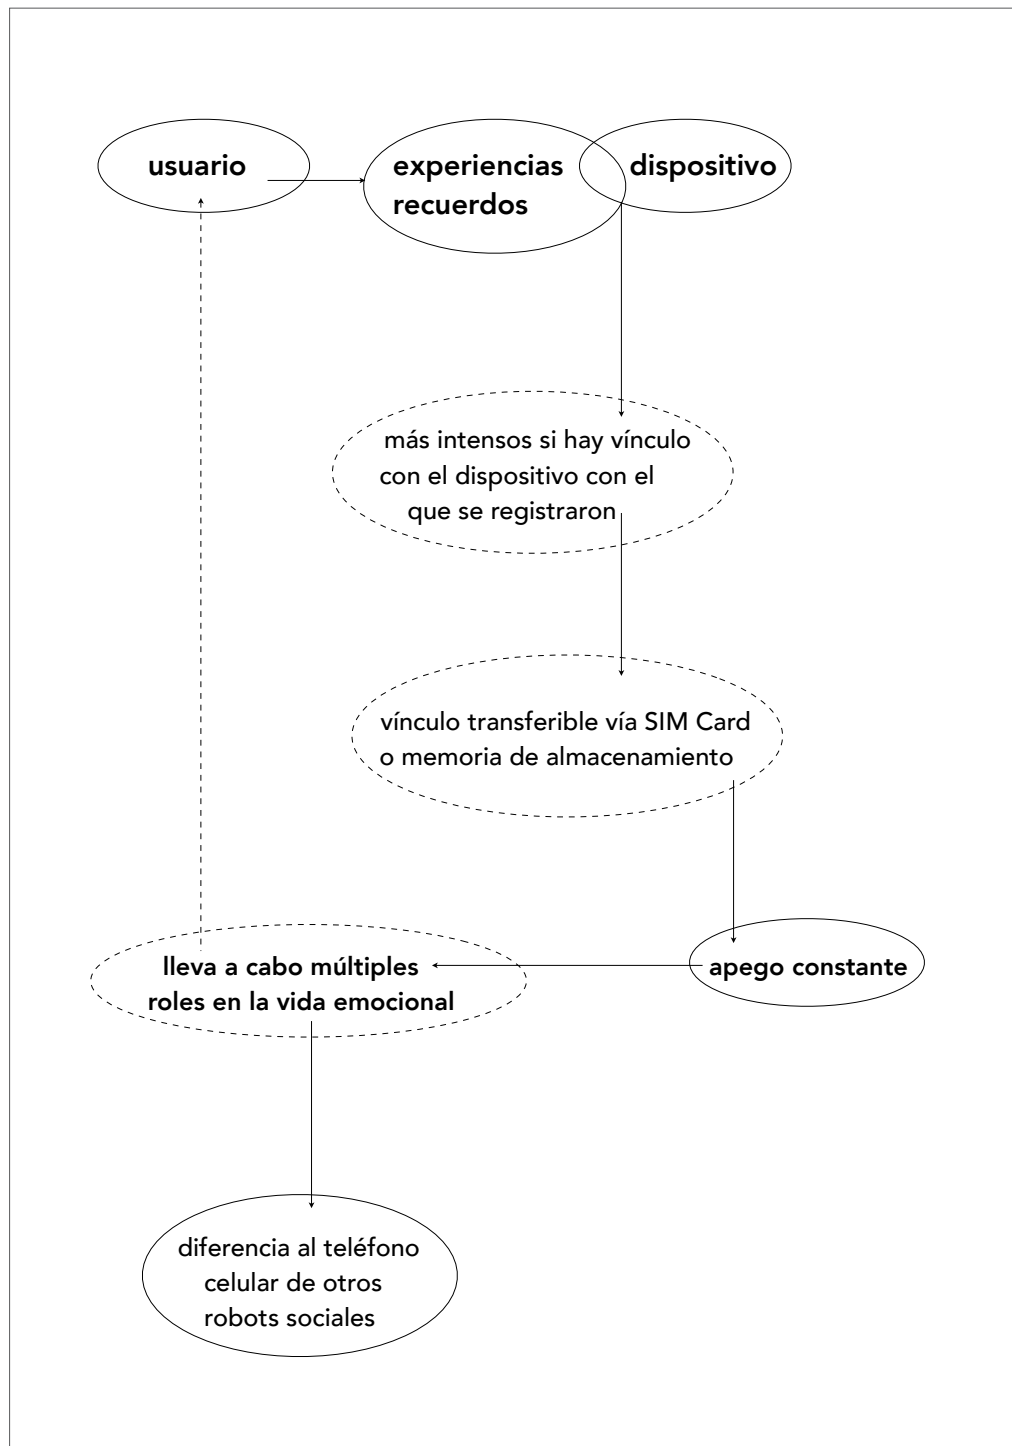 usuario
experiencias
recuerdos
dispositivo
más intensos si hay vínculo
con el dispositivo con el
que se registraron
vínculo transferible vía SIM Card
o memoria de almacenamiento
lleva a cabo múltiples
roles en la vida emocional
apego constante
diferencia al teléfono
celular de otros
robots sociales